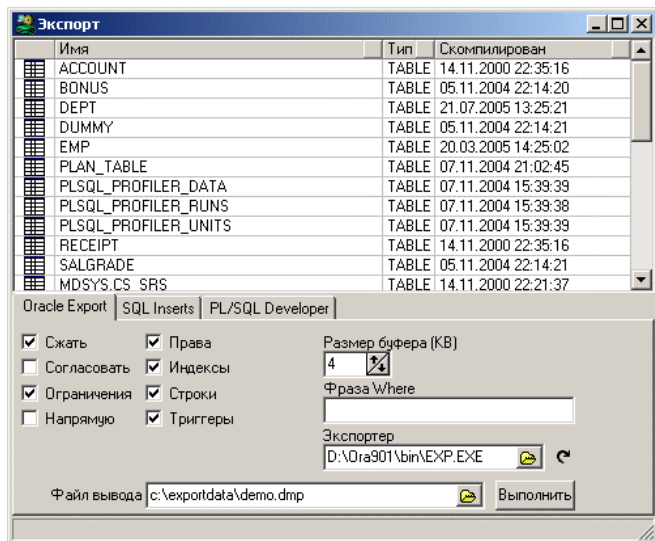 Экспорт
Имя Тип Скомпилирован
ACCOUNT TABLE 14.11.2000 22:35:16
BONUS TABLE 05.11.2004 22:14:20
DEPT TABLE 21.07.2005 13:25:21
DUMMY TABLE 05.11.2004 22:14:21
EMP TABLE 20.03.2005 14:25:02
PLAN_TABLE TABLE 07.11.2004 21:02:45
PLSQL_PROFILER_DATA TABLE 07.11.2004 15:39:39
PLSQL_PROFILER_RUNS TABLE 07.11.2004 15:39:38
PLSQL_PROFILER_UNITS TABLE 07.11.2004 15:39:39
RECEIPT TABLE 14.11.2000 22:35:16
SALGRADE TABLE 05.11.2004 22:14:21
MDSYS.CS_SRS TABLE 14.11.2000 22:21:37
Oracle Export SQL Inserts PL/SQL Developer
Сжать Права Размер буфера (КВ)
Согласовать Индексы 4
Ограничения Строки Фраза Where
Напрямую Триггеры
Экспортер
D:\Ora901\bin\EXP.EXE
Файл вывода c:\exportdata\demo.dmp Выполнить